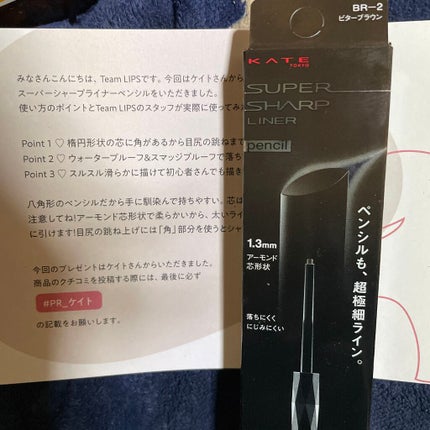 みなさんこんにちは、Team LIPSです。今回はケイトさんから
スーパーシャープライナーペンシルをいただきました。
使い方のポイントとTeam LIPSのスタッフが実際に使ってみ
Point 1 ♡ 楕円形状の芯に角があるから目尻の跳ねまで
Point 2 ♡ ウォータープルーフ&スマッジプルーフで落ち
Point 3 ♡ スルスル滑らかに描けて初心者さんでも描き
八角形のペンシルだから手に馴染んで持ちやすい。芯は
注意してね!アーモンド芯形状で柔らかいから、太いライ
に引けます!目尻の跳ね上げには「角」部分を使うとシャ
今回のプレゼントはケイトさんからいただきました。
商品のクチコミを投稿する際には、最後に必ず
#PR_ケイト
の記載をお願いします。
BR-2
ビターブラウン
KATE
TOKYO
SUPER
SHARP
LINER
pencil
1.3mm
アーモンド
芯形状
落ちにくく
にじみにくい
ペンシルも、超極細ライン。